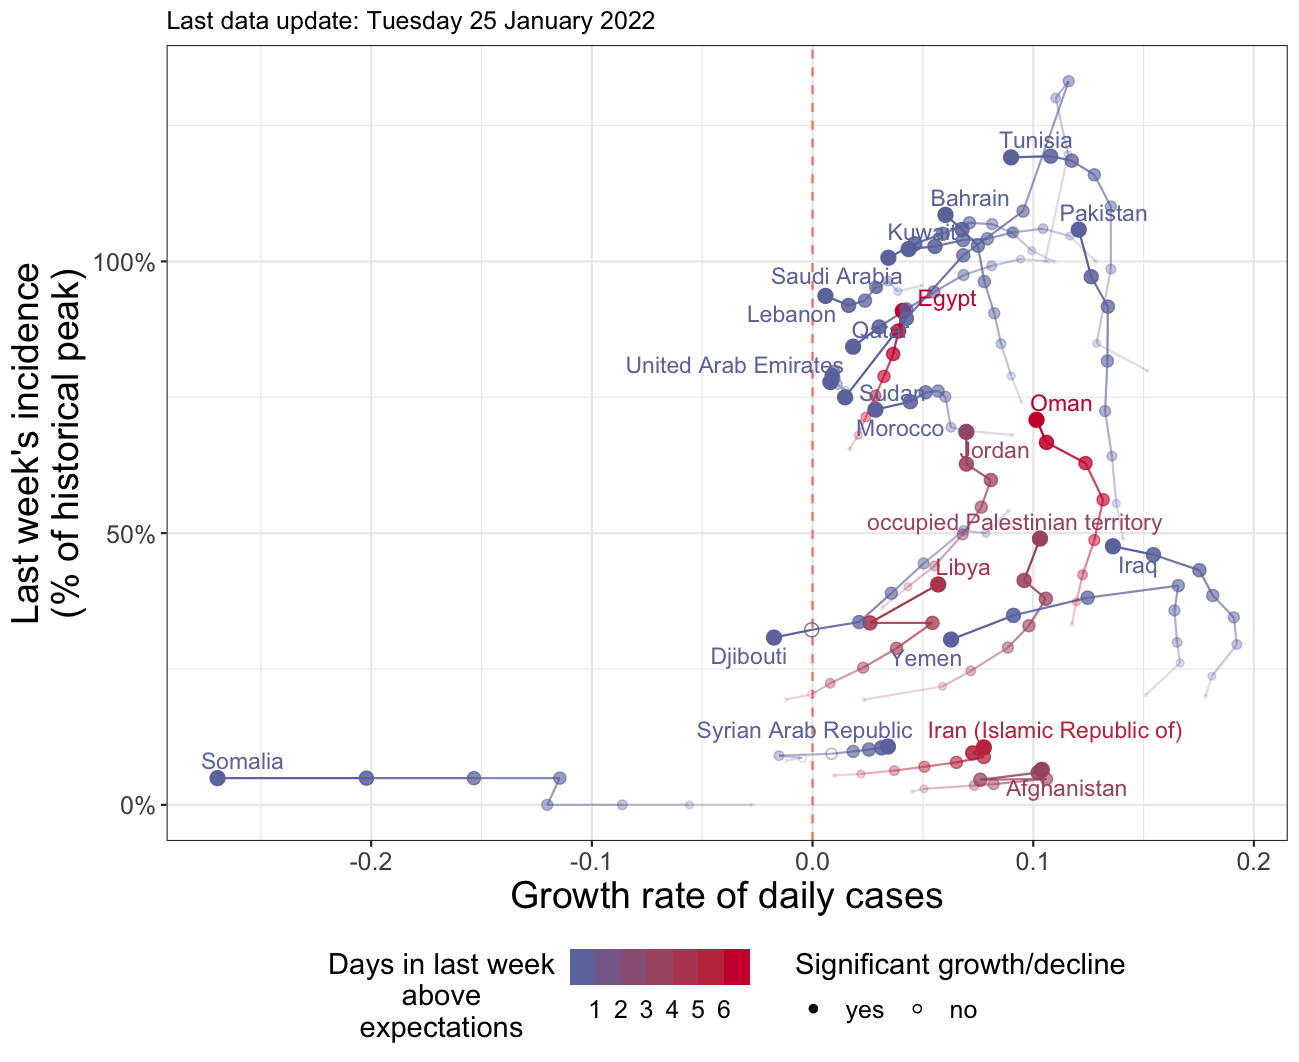 Last data update: Tuesday 25 January 2022
Last week's incidence
(% of historical peak)
100%
50%
0%
Tunisia
Bahrain
Pakistan
Kuwait
Saudi Arabia
Egypt
Lebanon
Qatar
United Arab Emirates
Sudan
Oman
Morocco
Jordan
occupied Palestinian territory
Libya
Iraq
Djibouti
Yemen
Syrian Arab Republic
Iran (Islamic Republic of)
Somalia
Afghanistan
-0.2
-0.1
0.0
0.1
0.2
Growth rate of daily cases
Days in last week
above
expectations
1 2 3 4 5 6
Significant growth/decline
yes
no